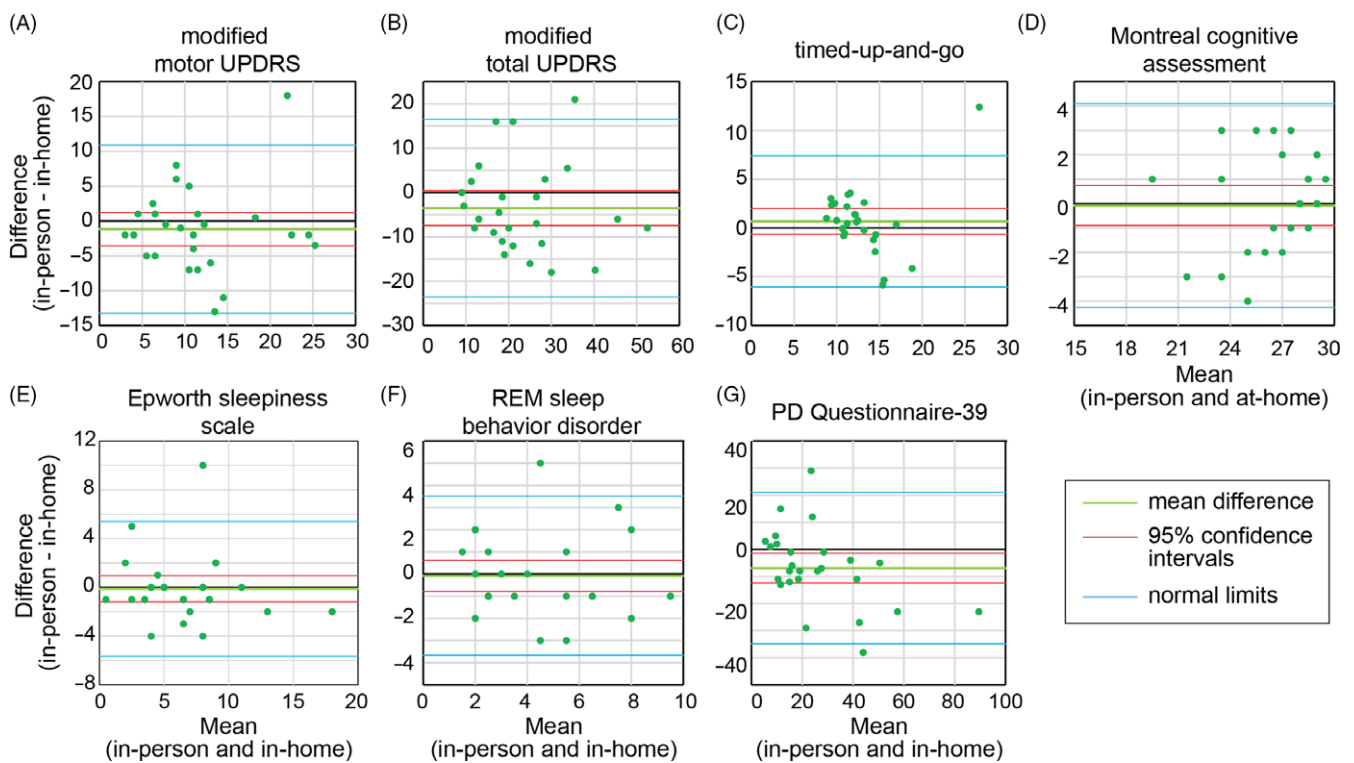 (A)
modified
motor UPDRS
Difference
(in-person - in-home)
20
15
10
5
0
–5
–10
–15
0 5 10 15 20 25 30
(B)
modified
total UPDRS
20
10
0
–10
–20
–30
0 10 20 30 40 50 60
(C)
timed-up-and-go
15
10
5
0
–5
–10
0 5 10 15 20 25 30
(D)
Montreal cognitive
assessment
4
2
0
–2
–4
15 18 21 24 27 30
Mean
(in-person and at-home)
(E)
Epworth sleepiness
scale
Difference
(in-person - in-home)
12
8
4
0
–4
–8
0 5 10 15 20
Mean
(in-person and in-home)
(F)
REM sleep
behavior disorder
6
4
2
0
–2
–4
0 2 4 6 8 10
Mean
(in-person and in-home)
(G)
PD Questionnaire-39
40
20
0
–20
–40
0 20 40 60 80 100
Mean
(in-person and in-home)
mean difference
95% confidence
intervals
normal limits